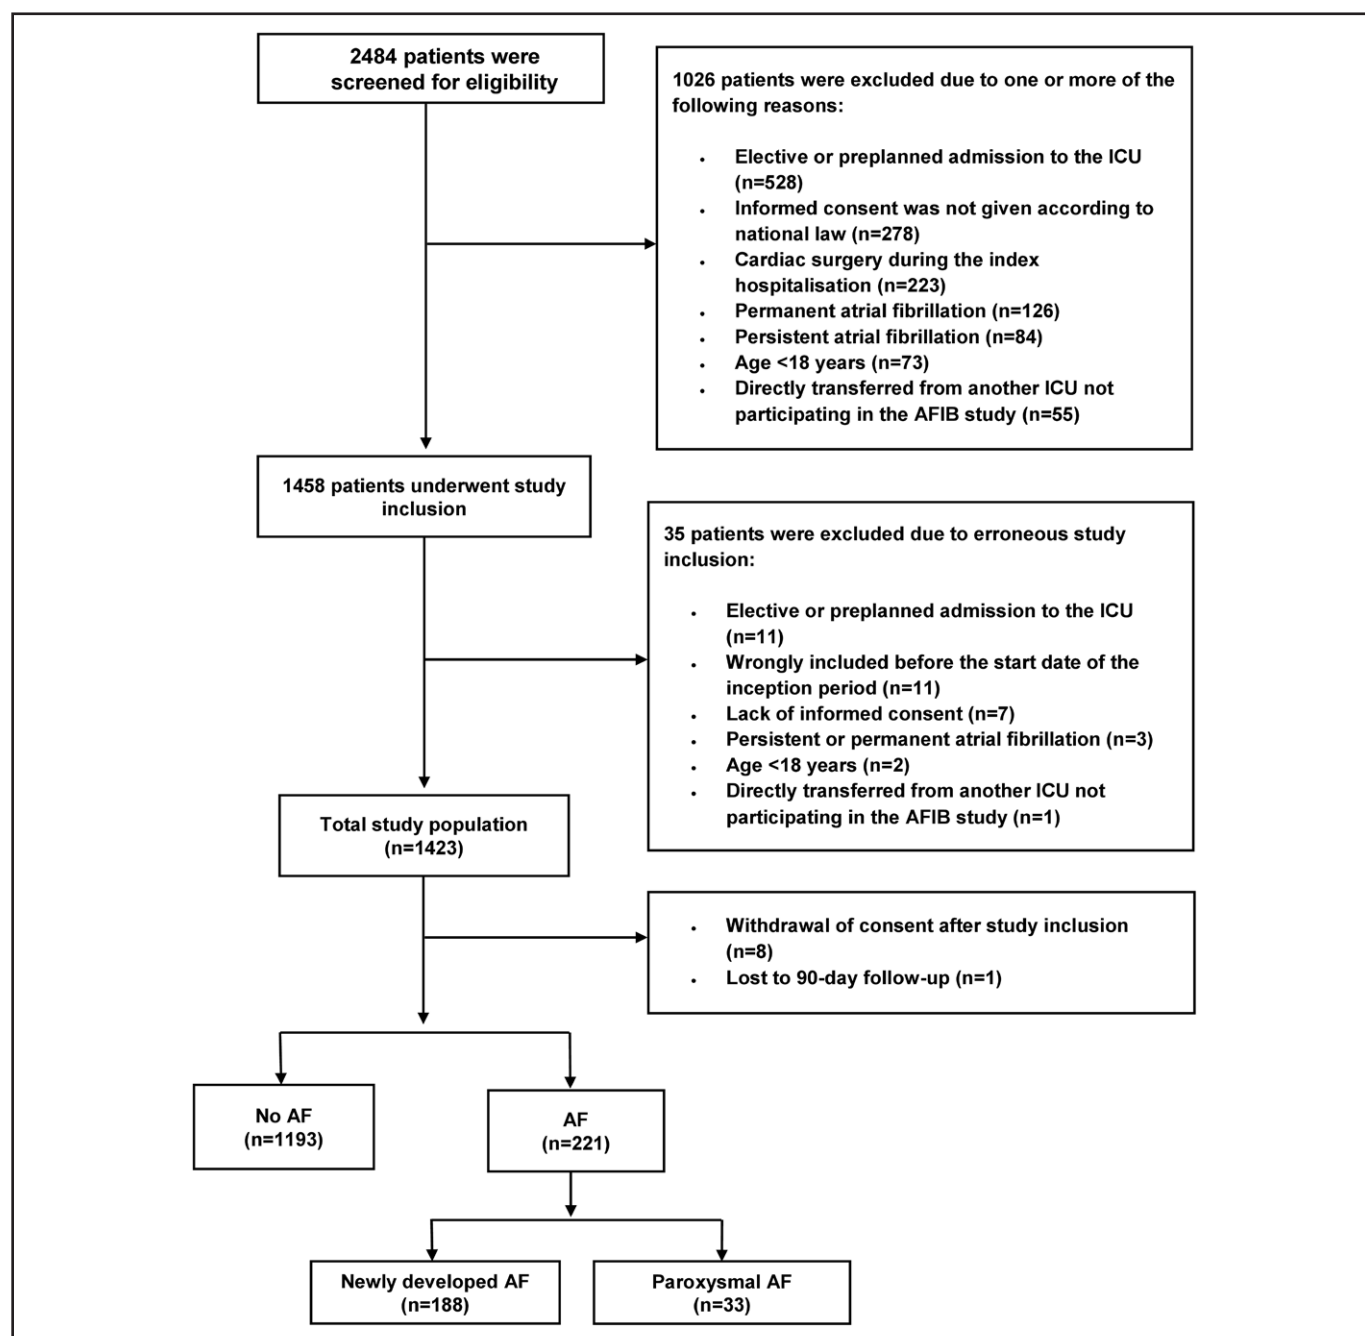 2484 patients were
screened for eligibility
1026 patients were excluded due to one or more of the
following reasons:
• Elective or preplanned admission to the ICU
(n=528)
• Informed consent was not given according to
national law (n=278)
• Cardiac surgery during the index
hospitalisation (n=223)
• Permanent atrial fibrillation (n=126)
• Persistent atrial fibrillation (n=84)
• Age <18 years (n=73)
• Directly transferred from another ICU not
participating in the AFIB study (n=55)
1458 patients underwent study
inclusion
35 patients were excluded due to erroneous study
inclusion:
• Elective or preplanned admission to the ICU
(n=11)
• Wrongly included before the start date of the
inception period (n=11)
• Lack of informed consent (n=7)
• Persistent or permanent atrial fibrillation (n=3)
• Age <18 years (n=2)
• Directly transferred from another ICU not
participating in the AFIB study (n=1)
Total study population
(n=1423)
• Withdrawal of consent after study inclusion
(n=8)
• Lost to 90-day follow-up (n=1)
No AF
(n=1193)
AF
(n=221)
Newly developed AF
(n=188)
Paroxysmal AF
(n=33)